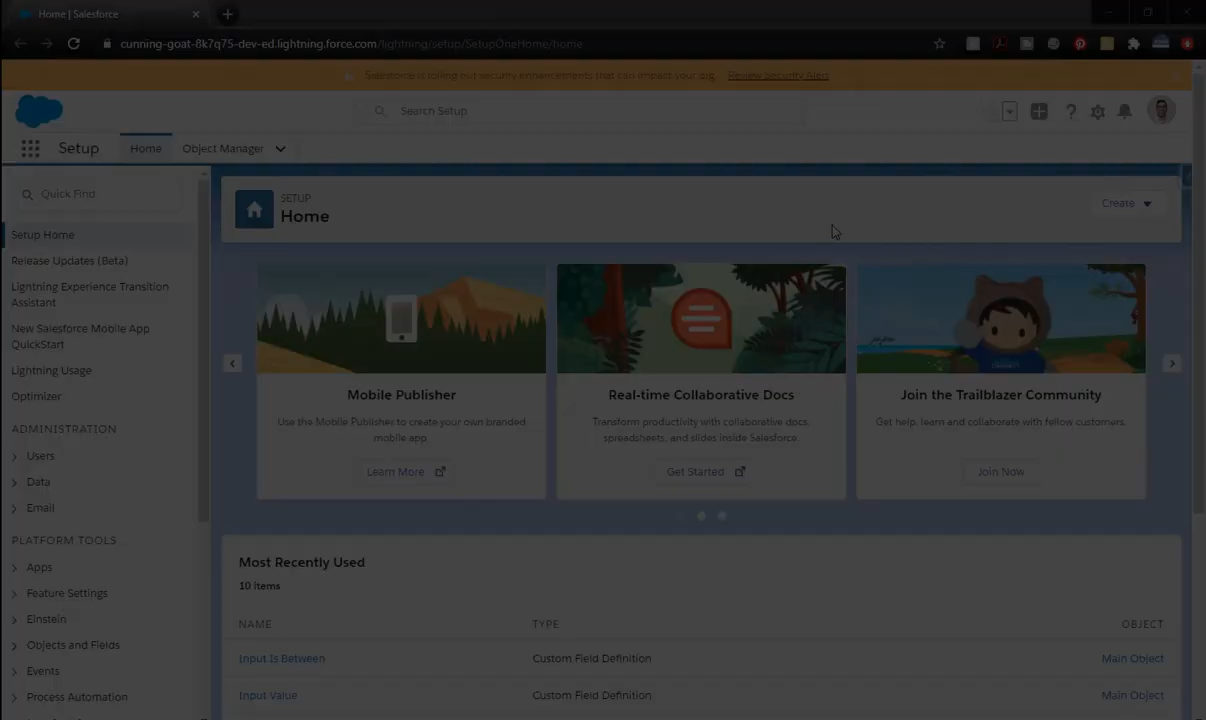 Home | Salesforce
cunning-goat-8k7q75-dev-ed.lightning.force.com/lightning/setup/SetupOneHome/home
Salesforce is rolling out security enhancements that can impact your org. Review Security Alert
Search Setup
Setup
Home
Object Manager
Quick Find
Setup Home
Release Updates (Beta)
Lightning Experience Transition
Assistant
New Salesforce Mobile App
QuickStart
Lightning Usage
Optimizer
ADMINISTRATION
Users
Data
Email
PLATFORM TOOLS
Apps
Feature Settings
Einstein
Objects and Fields
Events
Process Automation
SETUP
Home
Create
Mobile Publisher
Use the Mobile Publisher to create your own branded
mobile app.
Learn More
Real-time Collaborative Docs
Transform productivity with collaborative docs,
spreadsheets, and slides inside Salesforce.
Get Started
Join the Trailblazer Community
Get help, learn and collaborate with fellow customers.
Join Now
Most Recently Used
10 items
NAME TYPE OBJECT
Input Is Between Custom Field Definition Main Object
Input Value Custom Field Definition Main Object